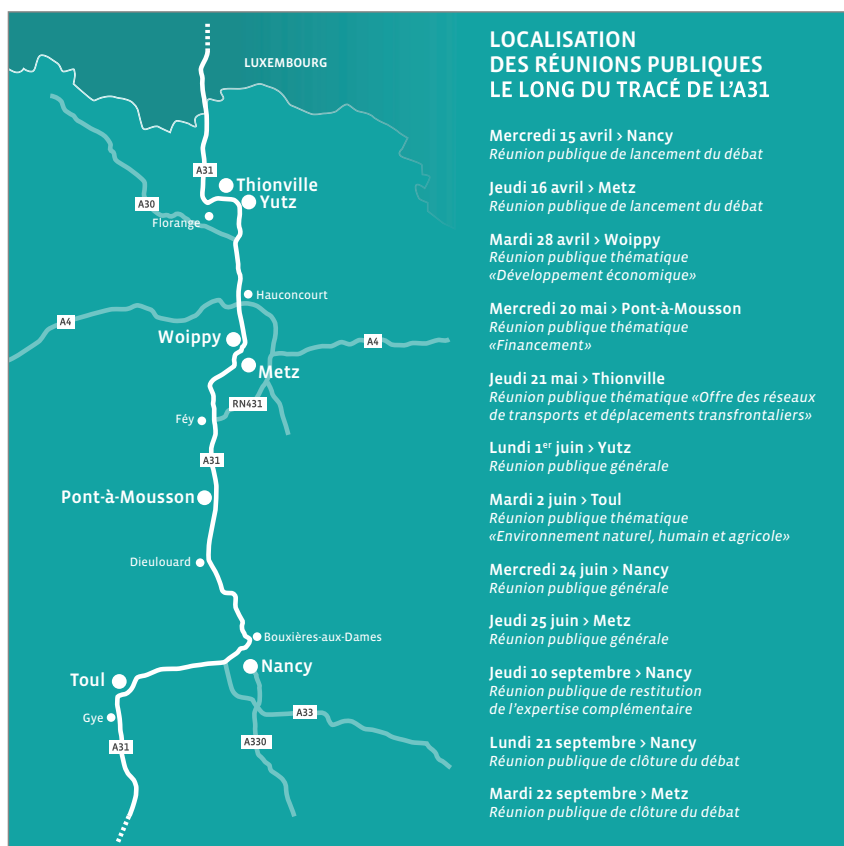 LUXEMBOURG
A31
Thionville
Yutz
A30
Florange
Hauconcourt
A4
Woippy
A4
Metz
RN431
Féy
A31
Pont-à-Mousson
Dieulouard
Bouxières-aux-Dames
Nancy
Toul
Gye
A33
A31
A330
LOCALISATION
DES RÉUNIONS PUBLIQUES
LE LONG DU TRACÉ DE L’A31
Mercredi 15 avril > Nancy
Réunion publique de lancement du débat
Jeudi 16 avril > Metz
Réunion publique de lancement du débat
Mardi 28 avril > Woippy
Réunion publique thématique
«Développement économique»
Mercredi 20 mai > Pont-à-Mousson
Réunion publique thématique
«Financement»
Jeudi 21 mai > Thionville
Réunion publique thématique «Offre des réseaux
de transports et déplacements transfrontaliers»
Lundi 1er juin > Yutz
Réunion publique générale
Mardi 2 juin > Toul
Réunion publique thématique
«Environnement naturel, humain et agricole»
Mercredi 24 juin > Nancy
Réunion publique générale
Jeudi 25 juin > Metz
Réunion publique générale
Jeudi 10 septembre > Nancy
Réunion publique de restitution
de l’expertise complémentaire
Lundi 21 septembre > Nancy
Réunion publique de clôture du débat
Mardi 22 septembre > Metz
Réunion publique de clôture du débat